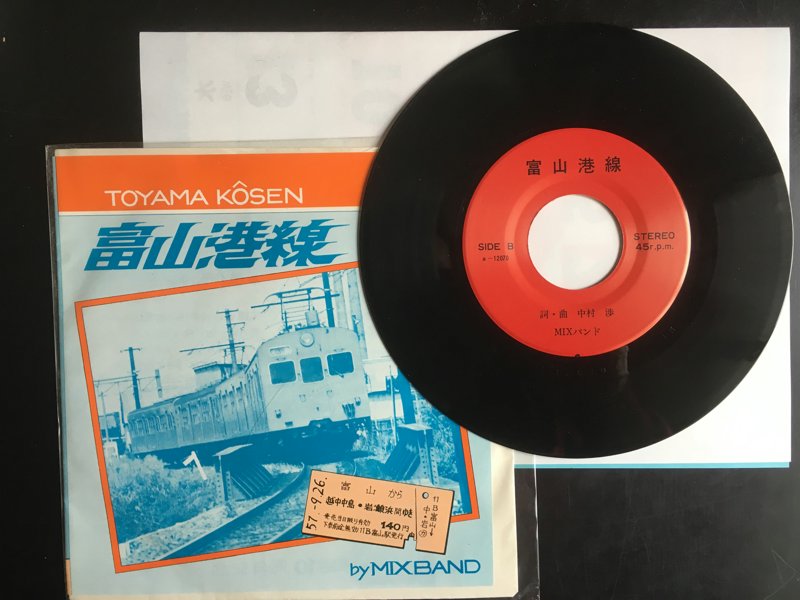 TOYAMA KÔSEN
富山港線
富山から
越中中島・岩瀬浜間ゆき
140円
57.-9.26.
by MIXBAND
富山港線
SIDE B
STEREO
45r.p.m.
詞・曲 中村 渉
MIXバンド